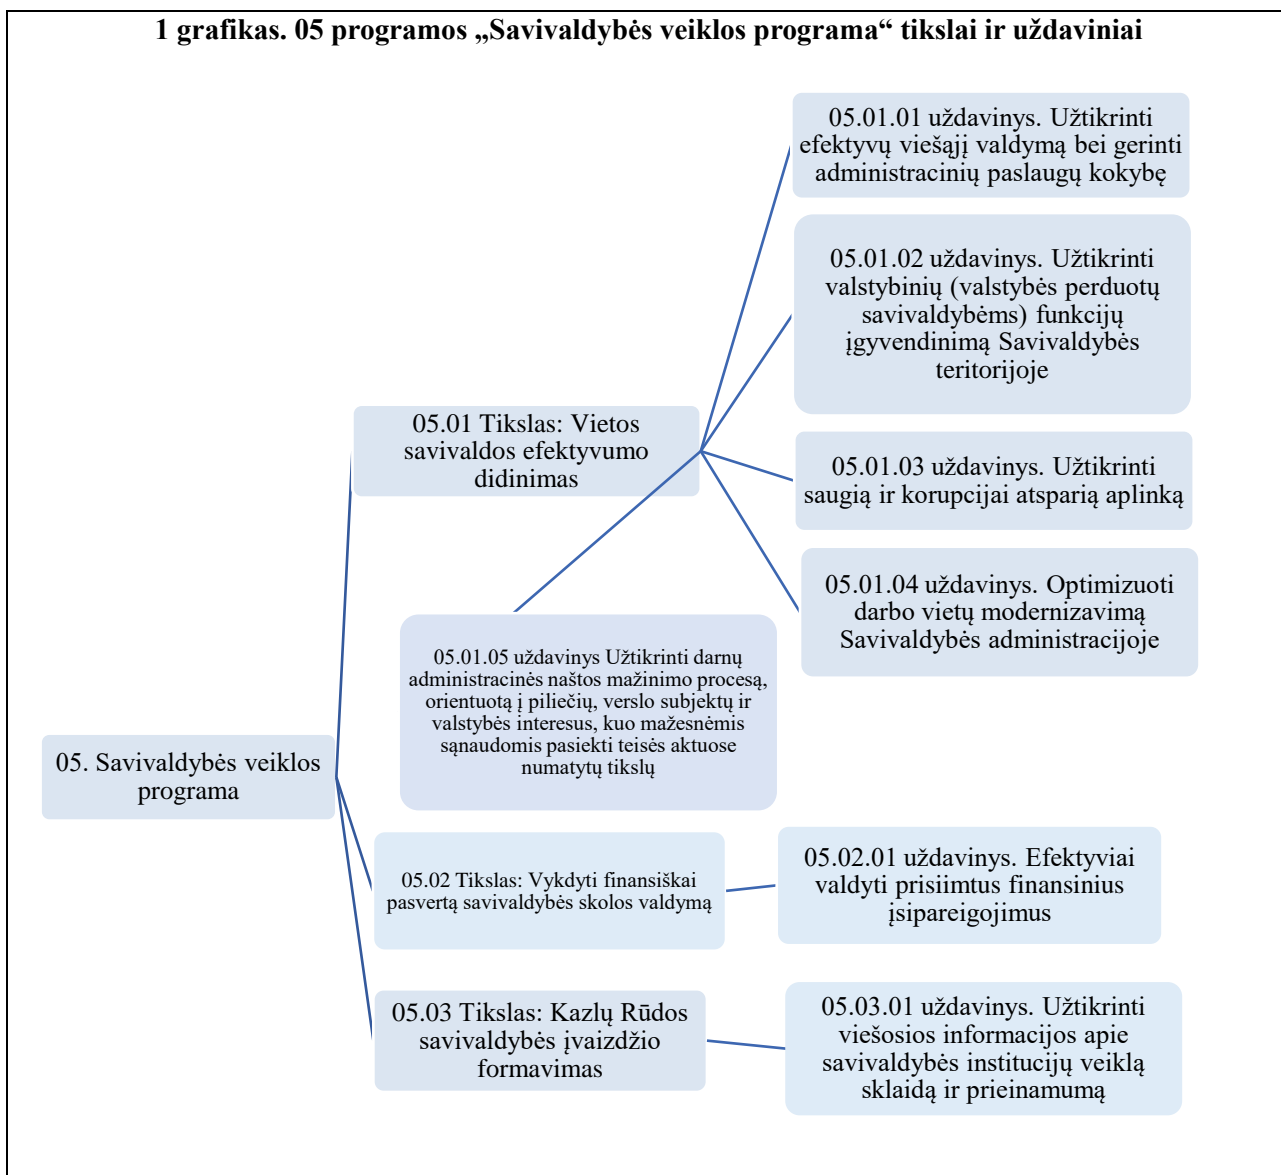 1 grafikas. 05 programos „Savivaldybės veiklos programa“ tikslai ir uždaviniai
05. Savivaldybės veiklos
programa
05.01 Tikslas: Vietos
savivaldos efektyvumo
didinimas
05.01.01 uždavinys. Užtikrinti
efektyvų viešąjį valdymą bei gerinti
administracinių paslaugų kokybę
05.01.02 uždavinys. Užtikrinti
valstybinių (valstybės perduotų
savivaldybėms) funkcijų
įgyvendinimą Savivaldybės
teritorijoje
05.01.03 uždavinys. Užtikrinti
saugią ir korupcijai atsparią aplinką
05.01.04 uždavinys. Optimizuoti
darbo vietų modernizavimą
Savivaldybės administracijoje
05.01.05 uždavinys Užtikrinti darnų
administracinės naštos mažinimo procesą,
orientuotą į piliečių, verslo subjektų ir
valstybės interesus, kuo mažesnėmis
sąnaudomis pasiekti teisės aktuose
numatytų tikslų
05.02 Tikslas: Vykdyti finansiškai
pasvertą savivaldybės skolos valdymą
05.02.01 uždavinys. Efektyviai
valdyti prisiimtus finansinius
įsipareigojimus
05.03 Tikslas: Kazlų Rūdos
savivaldybės įvaizdžio
formavimas
05.03.01 uždavinys. Užtikrinti
viešosios informacijos apie
savivaldybės institucijų veiklą
sklaidą ir prieinamumą